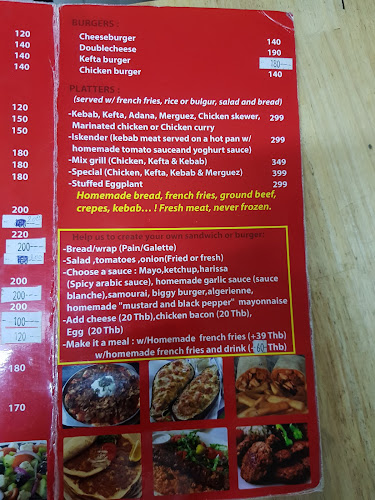 120
140
140
140
120
150
150
180
180
200
220
200
200
200
200
100
120
180
170
BURGERS :
Cheeseburger 140
Doublecheese 190
Kefta burger 180
Chicken burger 140
PLATTERS :
(served w/ french fries, rice or bulgur, salad and bread)
-Kebab, Kefta, Adana, Merguez, Chicken skewer, 299
Marinated chicken or Chicken curry
-Iskender (kebab meat served on a hot pan w/ 299
homemade tomato sauceand yoghurt sauce)
-Mix grill (Chicken, Kefta & Kebab) 349
-Special (Chicken, Kefta, Kebab & Merguez) 399
-Stuffed Eggplant 299
Homemade bread, french fries, ground beef,
crepes, kebab... ! Fresh meat, never frozen.
Help us to create your own sandwich or burger:
-Bread/wrap (Pain/Galette)
-Salad ,tomatoes ,onion(Fried or fresh)
-Choose a sauce : Mayo,ketchup,harissa
(Spicy arabic sauce), homemade garlic sauce (sauce
blanche),samourai, biggy burger,algerienne,
homemade "mustard and black pepper" mayonnaise
-Add cheese (20 Thb),chicken bacon (20 Thb),
Egg (20 Thb)
-Make it a meal : w/Homemade french fries (+39 Thb)
w/homemade french fries and drink (+60 Thb)